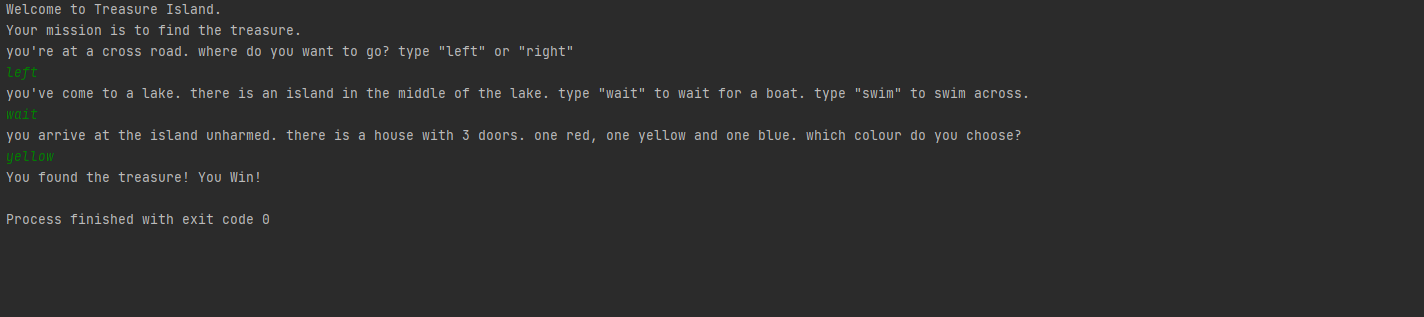 Welcome to Treasure Island.
Your mission is to find the treasure.
you're at a cross road. where do you want to go? type "left" or "right"
left
you've come to a lake. there is an island in the middle of the lake. type "wait" to wait for a boat. type "swim" to swim across.
wait
you arrive at the island unharmed. there is a house with 3 doors. one red, one yellow and one blue. which colour do you choose?
yellow
You found the treasure! You Win!
Process finished with exit code 0